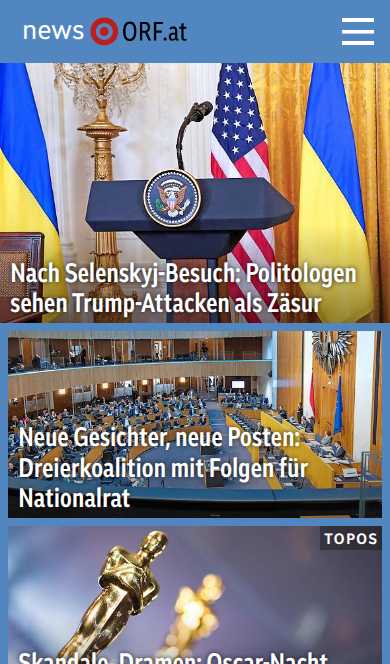 news ORF.at
Nach Selenskyj-Besuch: Politologen
sehen Trump-Attacken als Zäsur
Neue Gesichter, neue Posten:
Dreierkoalition mit Folgen für
Nationalrat
TOPOS
Skandale, Dramen: Oscar-Nacht